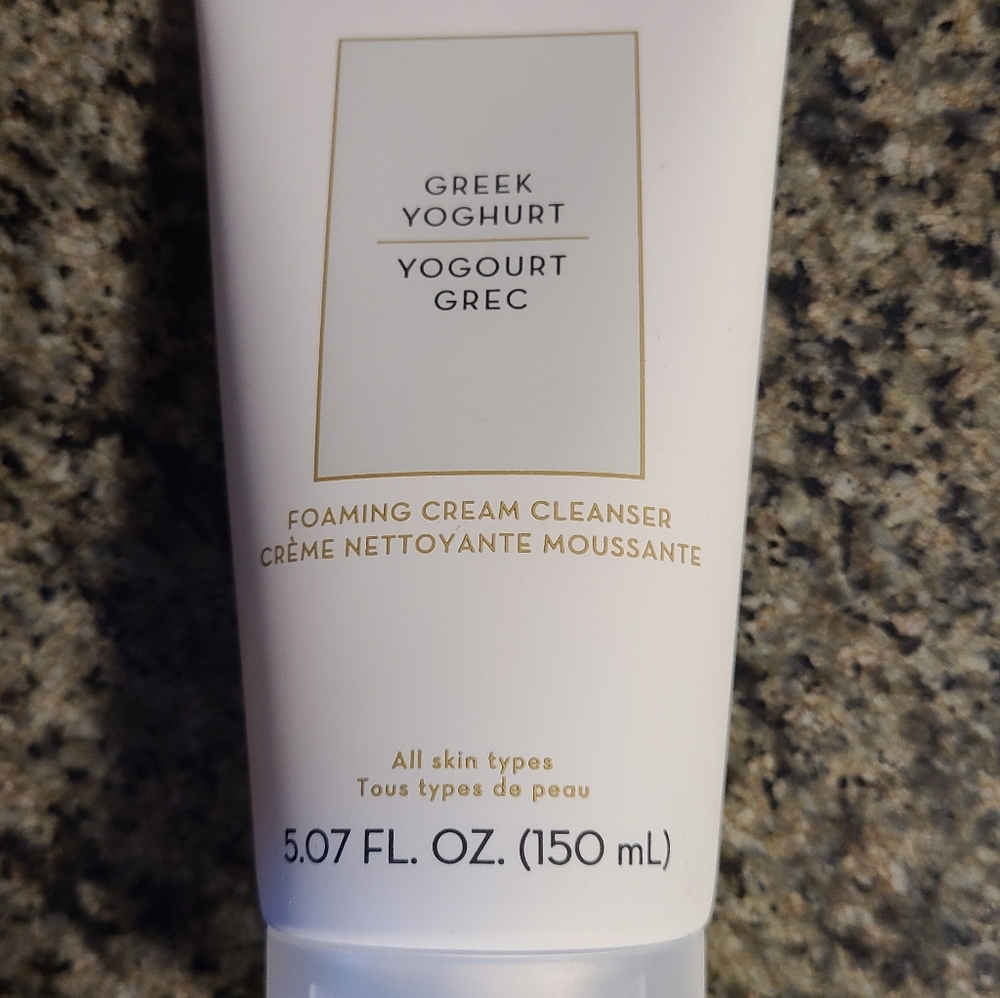 GREEK
YOGHURT
YOGOURT
GREC
FOAMING CREAM CLEANSER
CRÈME NETTOYANTE MOUSSANTE
All skin types
Tous types de peau
5.07 FL. OZ. (150 mL)